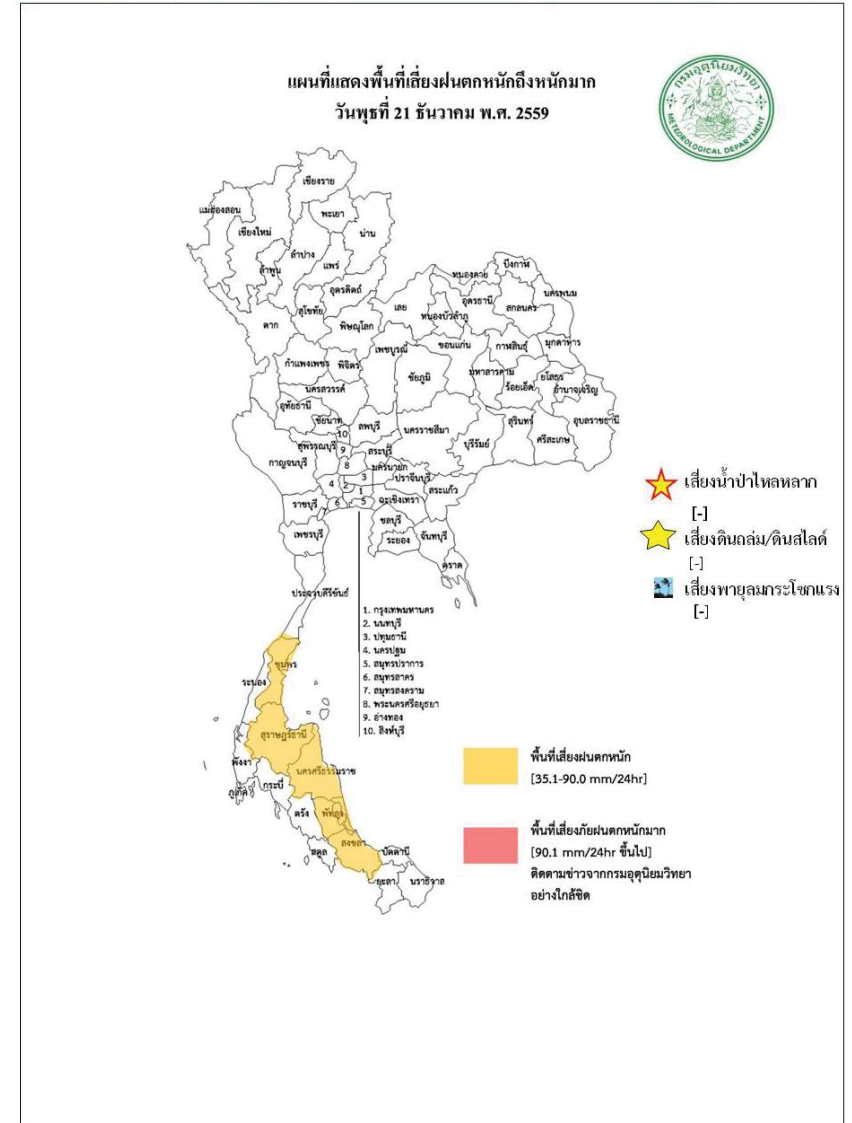 แผนที่แสดงพื้นที่เสี่ยงฝนตกหนักถึงหนักมาก
วันพุธที่ 21 ธันวาคม พ.ศ. 2559
กรมอุตุนิยมวิทยา
METEOROLOGICAL DEPARTMENT
เชียงราย
แม่ฮ่องสอน
พะเยา
เชียงใหม่
น่าน
ลำปาง
ลำพูน
แพร่
อุตรดิตถ์
บึงกาฬ
หนองคาย
นครพนม
อุดรธานี
สกลนคร
เลย
หนองบัวลำภู
สุโขทัย
ตาก
พิษณุโลก
ขอนแก่น
กาฬสินธุ์
มุกดาหาร
เพชรบูรณ์
กำแพงเพชร
พิจิตร
ชัยภูมิ
มหาสารคาม
ร้อยเอ็ด
ยโสธร
อำนาจเจริญ
นครสวรรค์
อุทัยธานี
ชัยนาท
ลพบุรี
นครราชสีมา
บุรีรัมย์
สุรินทร์
ศรีสะเกษ
อุบลราชธานี
10
9
8
สุพรรณบุรี
สระบุรี
กาญจนบุรี
นครนายก
ปราจีนบุรี
สระแก้ว
4
2
3
1
5
6
7
ฉะเชิงเทรา
ราชบุรี
ชลบุรี
เพชรบุรี
ระยอง
จันทบุรี
ตราด
ประจวบคีรีขันธ์
เสี่ยงน้ำป่าไหลหลาก
[-]
เสี่ยงดินถล่ม/ดินสไลด์
[-]
เสี่ยงพายุลมกระโชกแรง
[-]
1. กรุงเทพมหานคร
2. นนทบุรี
3. ปทุมธานี
4. นครปฐม
5. สมุทรปราการ
6. สมุทรสาคร
7. สมุทรสงคราม
8. พระนครศรีอยุธยา
9. อ่างทอง
10. สิงห์บุรี
ชุมพร
ระนอง
สุราษฎร์ธานี
พังงา
นครศรีธรรมราช
กระบี่
ภูเก็ต
ตรัง
พัทลุง
สงขลา
สตูล
ปัตตานี
ยะลา
นราธิวาส
พื้นที่เสี่ยงฝนตกหนัก
[35.1-90.0 mm/24hr]
พื้นที่เสี่ยงภัยฝนตกหนักมาก
[90.1 mm/24hr ขึ้นไป]
ติดตามข่าวจากกรมอุตุนิยมวิทยา
อย่างใกล้ชิด